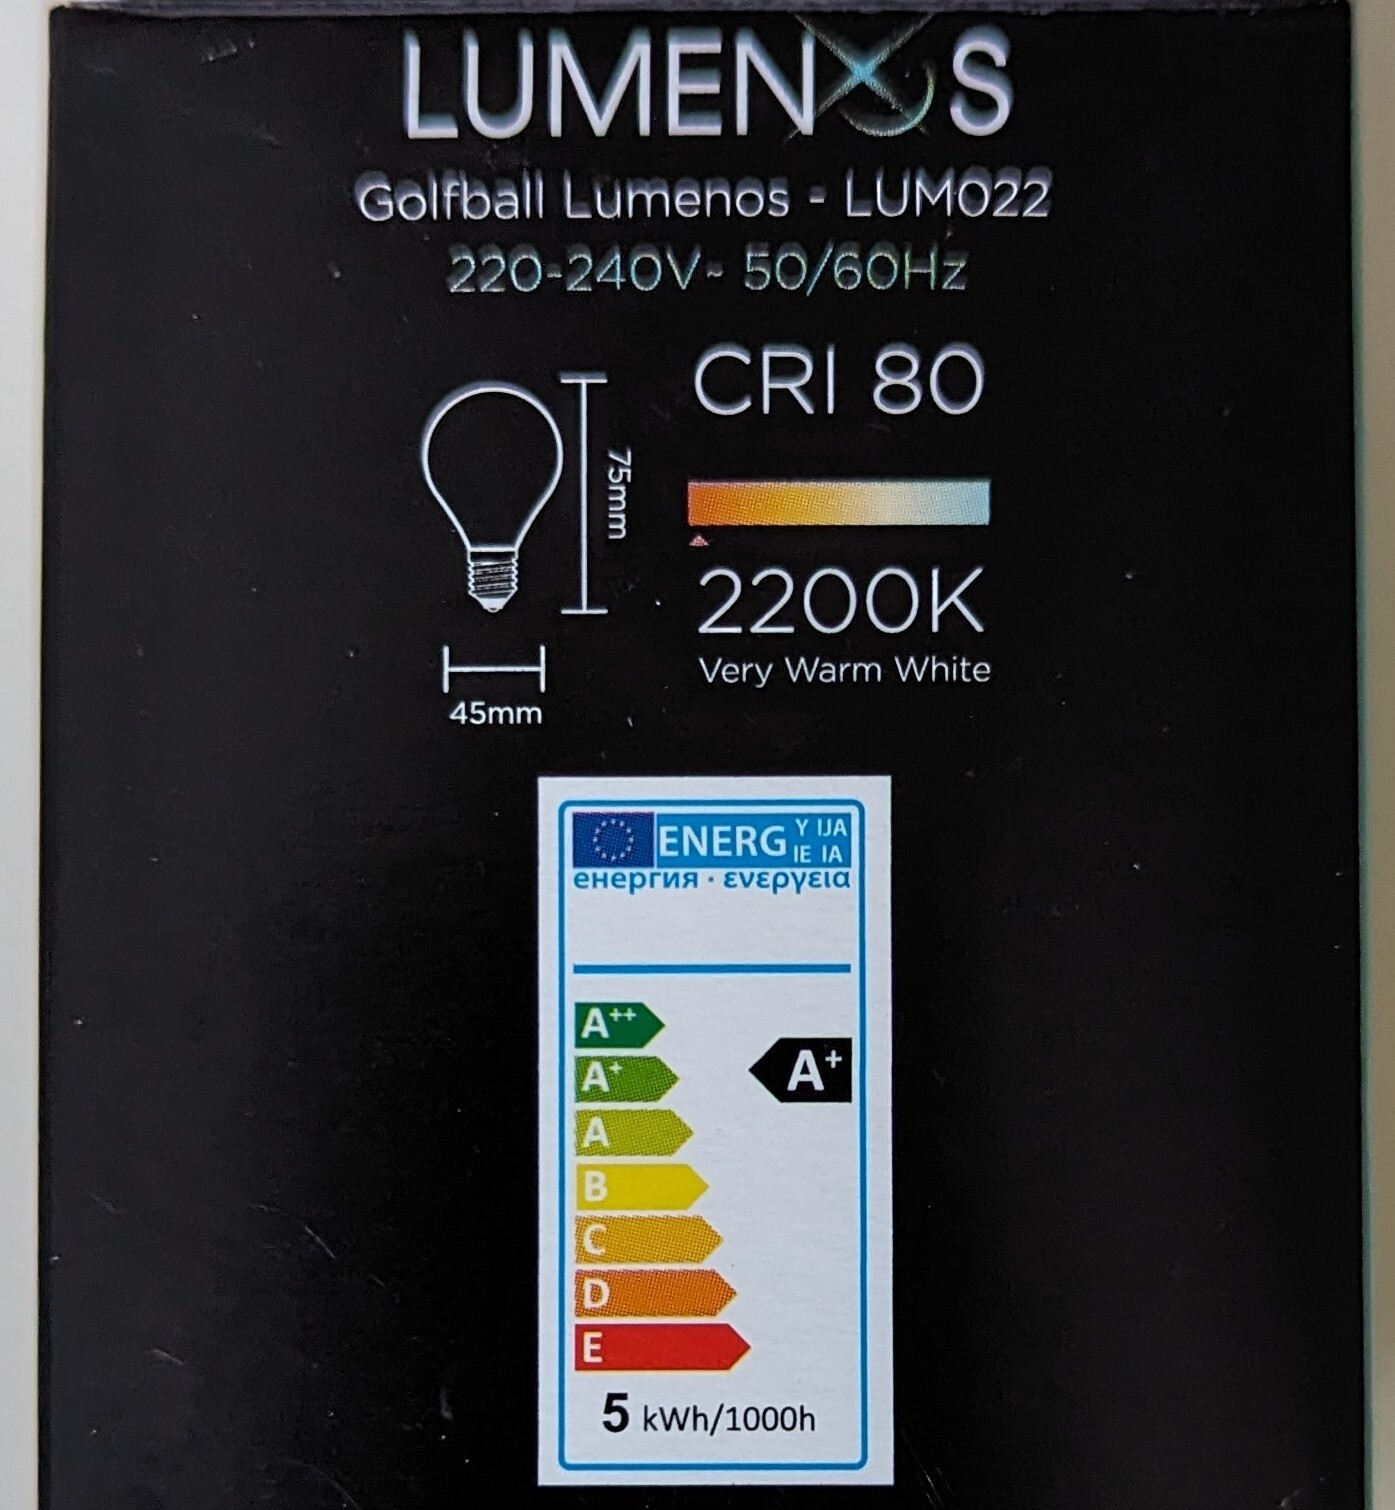 LUMENOS
Golfball Lumenos - LUM022
220-240V~ 50/60Hz
CRI 80
75mm
2200K
Very Warm White
45mm
ENERG Y IJA
IE IA
енергия · ενεργεια
A++
A+
A+
A
B
C
D
E
5 kWh/1000h